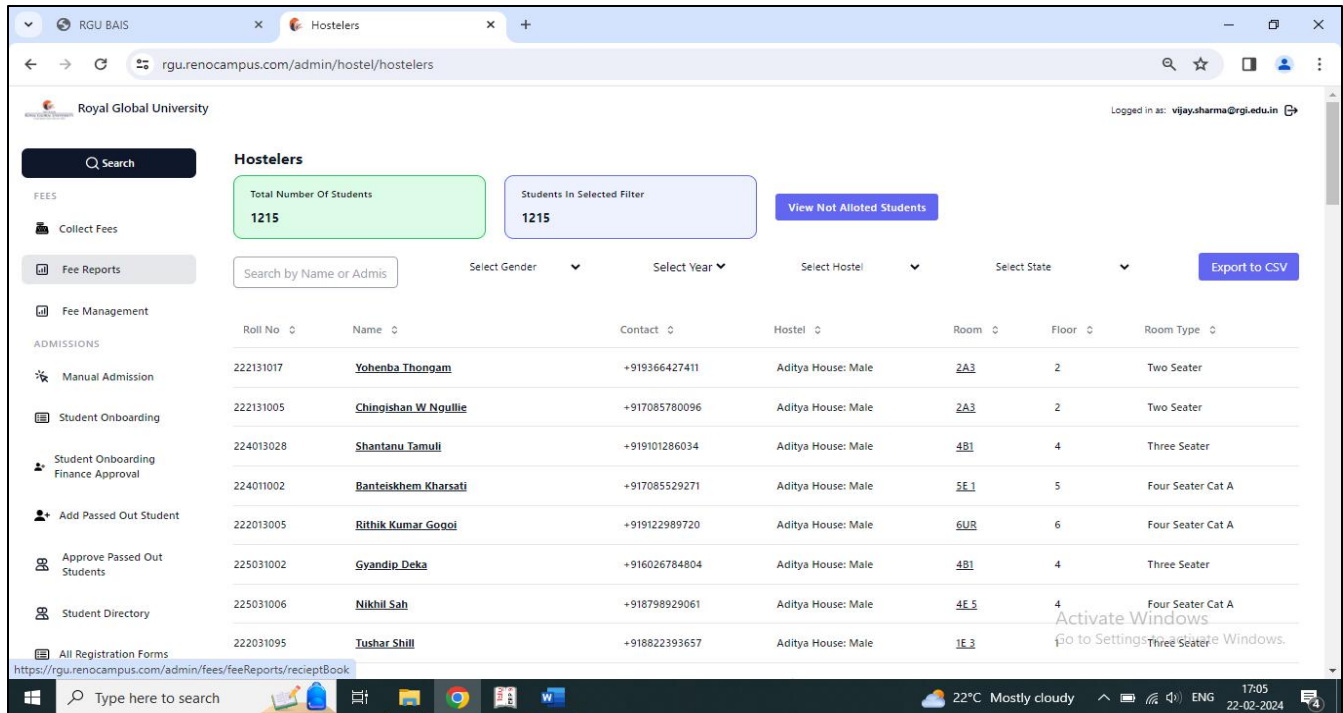 RGU BAIS
Hostelers
rgu.renocampus.com/admin/hostel/hostelers
Royal Global University
Logged in as: vijay.sharma@rgi.edu.in
Search
FEES
Collect Fees
Fee Reports
Fee Management
ADMISSIONS
Manual Admission
Student Onboarding
Student Onboarding
Finance Approval
Add Passed Out Student
Approve Passed Out
Students
Student Directory
All Registration Forms
Hostelers
Total Number Of Students
1215
Students In Selected Filter
1215
View Not Alloted Students
Search by Name or Admis
Select Gender
Select Year
Select Hostel
Select State
Export to CSV
Roll No Name Contact Hostel Room Floor Room Type
222131017 Yohenba Thongam +919366427411 Aditya House: Male 2A3 2 Two Seater
222131005 Chingishan W Ngullie +917085780096 Aditya House: Male 2A3 2 Two Seater
224013028 Shantanu Tamuli +919101286034 Aditya House: Male 4B1 4 Three Seater
224011002 Banteiskhem Kharsati +917085529271 Aditya House: Male 5E 1 5 Four Seater Cat A
222013005 Rithik Kumar Gogoi +919122989720 Aditya House: Male 6UR 6 Four Seater Cat A
225031002 Gyandip Deka +916026784804 Aditya House: Male 4B1 4 Three Seater
225031006 Nikhil Sah +918798929061 Aditya House: Male 4E 5 4 Four Seater Cat A
222031095 Tushar Shill +918822393657 Aditya House: Male 1E 3 1 Three Seater
Activate Windows
Go to Settings to activate Windows.
https://rgu.renocampus.com/admin/fees/feeReports/recieptBook
Type here to search
22°C Mostly cloudy
ENG
17:05
22-02-2024
4